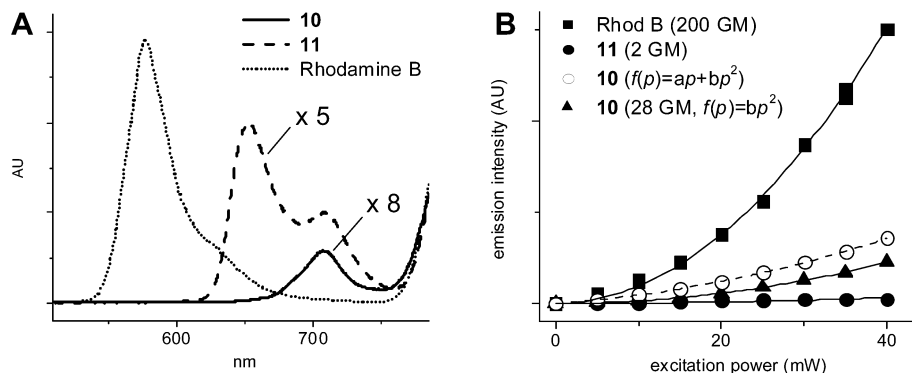 A
10
11
Rhodamine B
x 5
x 8
AU
600
700
nm
B
Rhod B (200 GM)
11 (2 GM)
10 (f(p)=ap+bp²)
10 (28 GM, f(p)=bp²)
emission intensity (AU)
0
20
40
excitation power (mW)